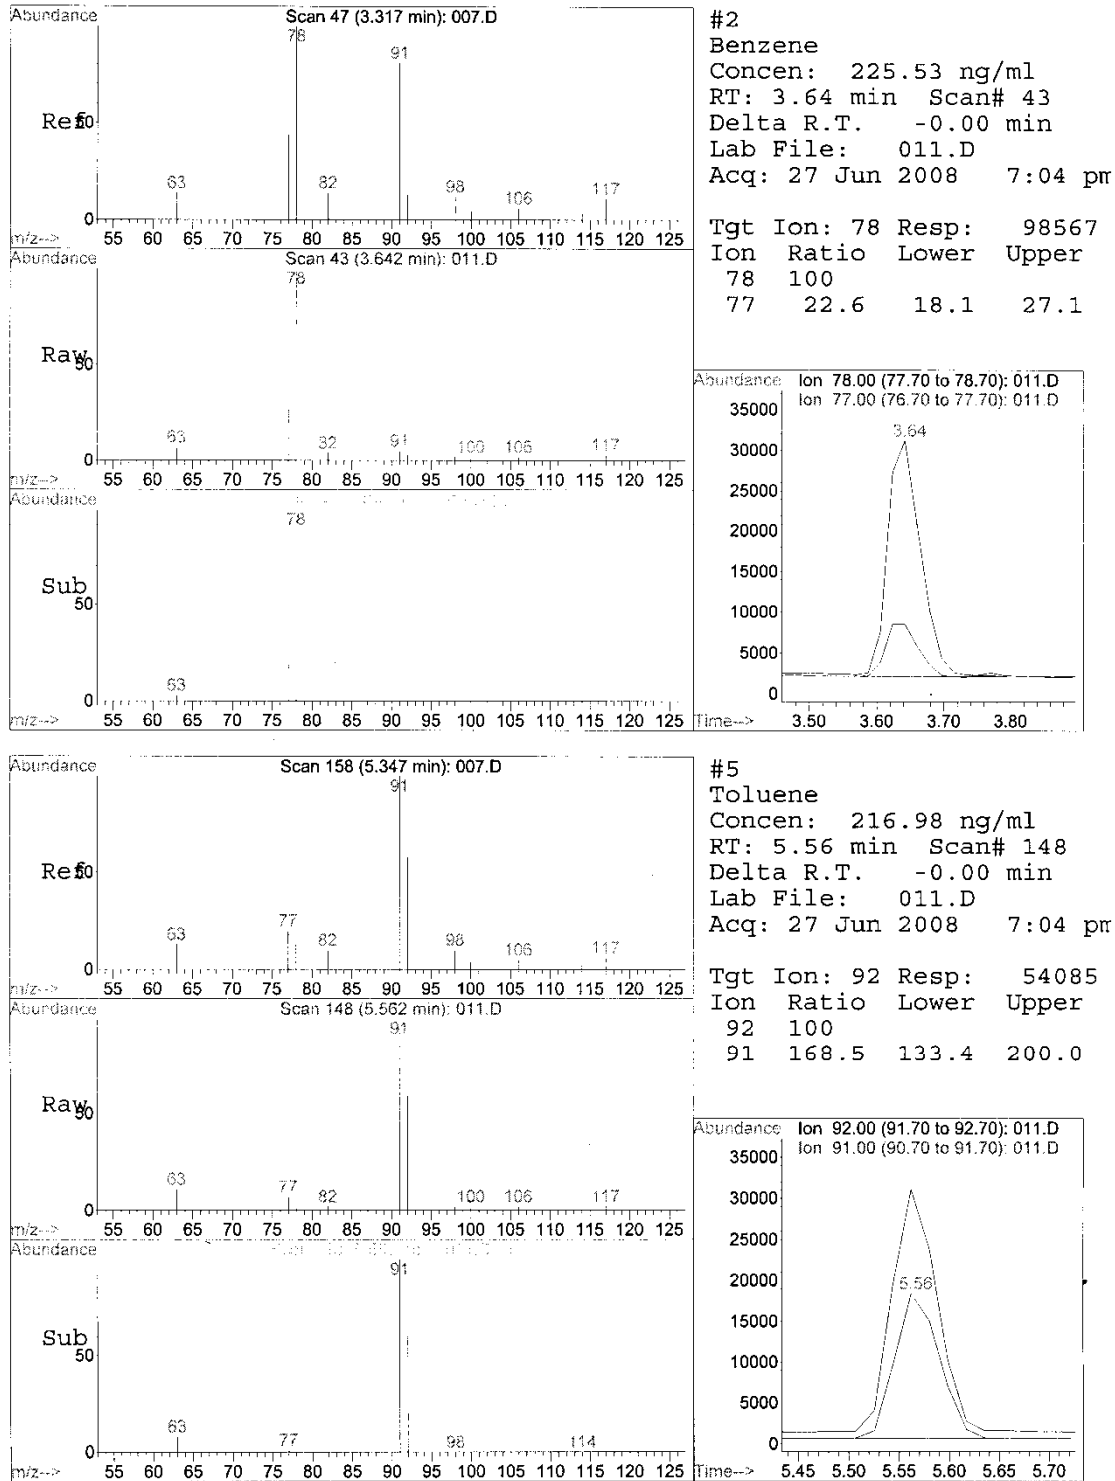 Abundance
Scan 47 (3.317 min): 007.D
78
91
Ref
50
63
82
98
106
117
0
m/z-->
55 60 65 70 75 80 85 90 95 100 105 110 115 120 125
Abundance
Scan 43 (3.642 min): 011.D
78
Raw
50
63
82
91
100
106
117
0
m/z-->
55 60 65 70 75 80 85 90 95 100 105 110 115 120 125
Abundance
78
Sub
50
63
0
m/z-->
55 60 65 70 75 80 85 90 95 100 105 110 115 120 125
#2
Benzene
Concen: 225.53 ng/ml
RT: 3.64 min Scan# 43
Delta R.T. -0.00 min
Lab File: 011.D
Acq: 27 Jun 2008 7:04 pm
Tgt Ion: 78 Resp: 98567
Ion Ratio Lower Upper
78 100
77 22.6 18.1 27.1
Abundance
Ion 78.00 (77.70 to 78.70): 011.D
Ion 77.00 (76.70 to 77.70): 011.D
35000
3.64
30000
25000
20000
15000
10000
5000
0
Time-->
3.50 3.60 3.70 3.80
Abundance
Scan 158 (5.347 min): 007.D
91
Ref
50
63
77
82
98
106
117
0
m/z-->
55 60 65 70 75 80 85 90 95 100 105 110 115 120 125
Abundance
Scan 148 (5.562 min): 011.D
91
Raw
50
63
77
82
100
106
117
0
m/z-->
55 60 65 70 75 80 85 90 95 100 105 110 115 120 125
Abundance
91
Sub
50
63
77
98
114
0
m/z-->
55 60 65 70 75 80 85 90 95 100 105 110 115 120 125
#5
Toluene
Concen: 216.98 ng/ml
RT: 5.56 min Scan# 148
Delta R.T. -0.00 min
Lab File: 011.D
Acq: 27 Jun 2008 7:04 pm
Tgt Ion: 92 Resp: 54085
Ion Ratio Lower Upper
92 100
91 168.5 133.4 200.0
Abundance
Ion 92.00 (91.70 to 92.70): 011.D
Ion 91.00 (90.70 to 91.70): 011.D
35000
30000
25000
20000
5.56
15000
10000
5000
0
Time-->
5.45 5.50 5.55 5.60 5.65 5.70